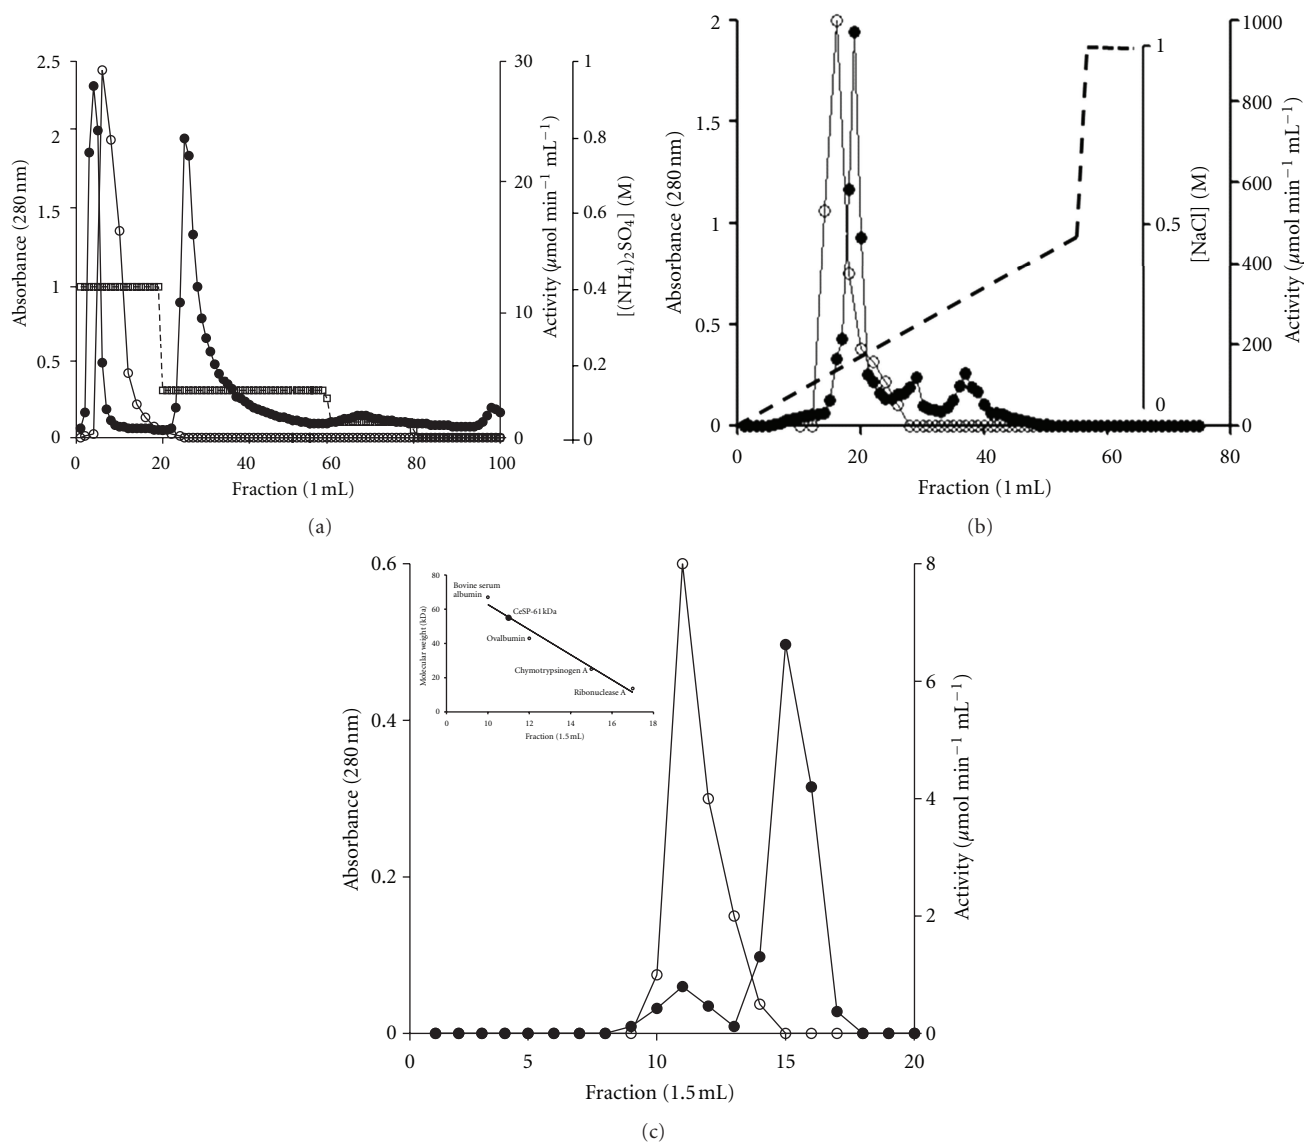 2.5
2
1.5
1
0.5
0
Absorbance (280 nm)
30
20
10
0
Activity (μmol min−1 mL−1)
1
0.8
0.6
0.4
0.2
0
[(NH4)2SO4] (M)
0 20 40 60 80 100
Fraction (1 mL)
(a)
2
1.5
1
0.5
0
Absorbance (280 nm)
1
0.5
0
[NaCl] (M)
1000
800
600
400
200
0
Activity (μmol min−1 mL−1)
0 20 40 60 80
Fraction (1 mL)
(b)
0.6
0.4
0.2
0
Absorbance (280 nm)
80
60
40
20
0
Molecular weight (kDa)
Bovine serum
albumin
CeSP-61 kDa
Ovalbumin
Chymotrypsinogen A
Ribonuclease A
0 10 12 14 16 18
Fraction (1.5 mL)
8
6
4
2
0
Activity (μmol min−1 mL−1)
0 5 10 15 20
Fraction (1.5 mL)
(c)